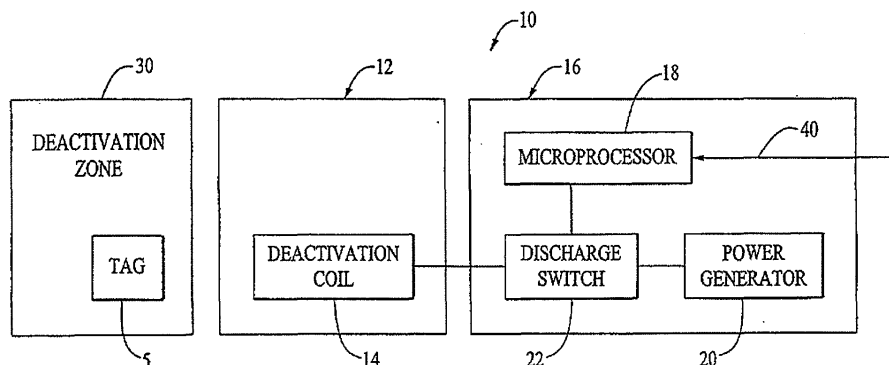 10
30
12
16
18
40
DEACTIVATION
ZONE
MICROPROCESSOR
TAG
DEACTIVATION
COIL
DISCHARGE
SWITCH
POWER
GENERATOR
5
14
22
20